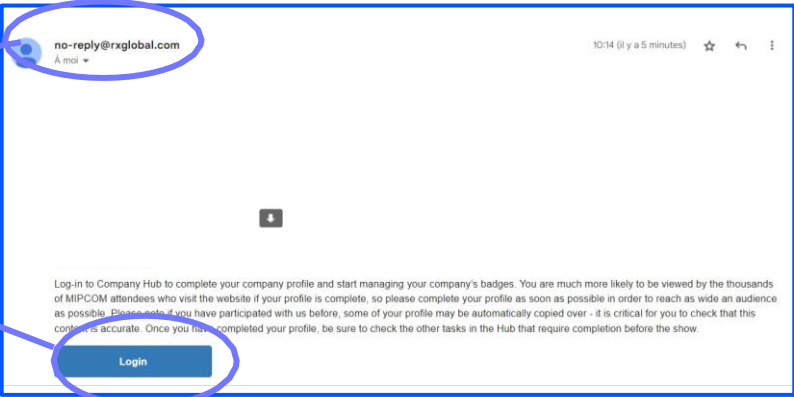 no-reply@rxglobal.com
10:14 (il y a 5 minutes)
À moi
Log-in to Company Hub to complete your company profile and start managing your company's badges. You are much more likely to be viewed by the thousands
of MIPCOM attendees who visit the website if your profile is complete, so please complete your profile as soon as possible in order to reach as wide an audience
as possible. Please note if you have participated with us before, some of your profile may be automatically copied over - it is critical for you to check that this
content is accurate. Once you have completed your profile, be sure to check the other tasks in the Hub that require completion before the show.
Login